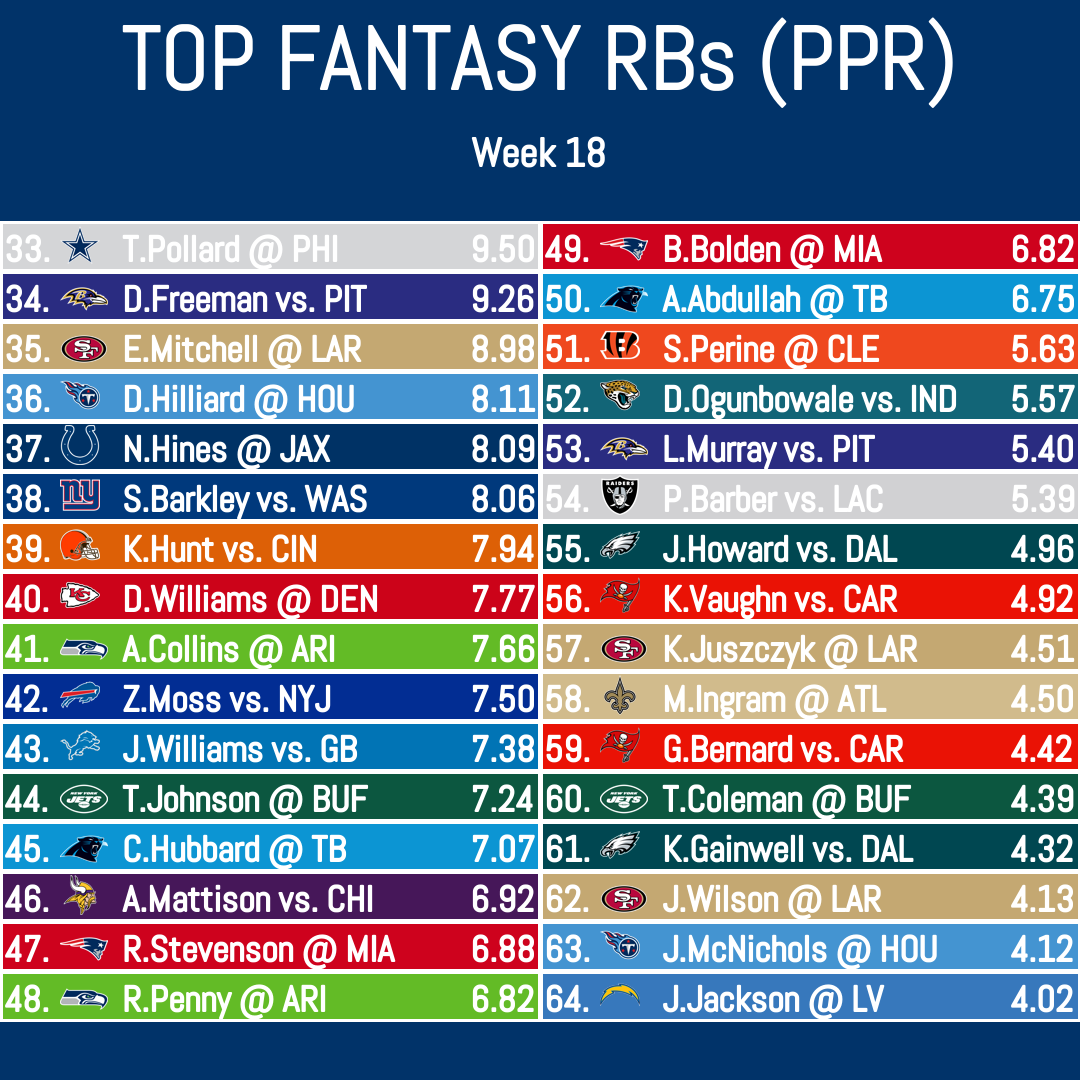 TOP FANTASY RBs (PPR)
Week 18
33. T.Pollard @ PHI 9.50
34. D.Freeman vs. PIT 9.26
35. E.Mitchell @ LAR 8.98
36. D.Hilliard @ HOU 8.11
37. N.Hines @ JAX 8.09
38. S.Barkley vs. WAS 8.06
39. K.Hunt vs. CIN 7.94
40. D.Williams @ DEN 7.77
41. A.Collins @ ARI 7.66
42. Z.Moss vs. NYJ 7.50
43. J.Williams vs. GB 7.38
44. T.Johnson @ BUF 7.24
45. C.Hubbard @ TB 7.07
46. A.Mattison vs. CHI 6.92
47. R.Stevenson @ MIA 6.88
48. R.Penny @ ARI 6.82
49. B.Bolden @ MIA 6.82
50. A.Abdullah @ TB 6.75
51. S.Perine @ CLE 5.63
52. D.Ogunbowale vs. IND 5.57
53. L.Murray vs. PIT 5.40
54. RAIDERS P.Barber vs. LAC 5.39
55. J.Howard vs. DAL 4.96
56. K.Vaughn vs. CAR 4.92
57. K.Juszczyk @ LAR 4.51
58. M.Ingram @ ATL 4.50
59. G.Bernard vs. CAR 4.42
60. T.Coleman @ BUF 4.39
61. K.Gainwell vs. DAL 4.32
62. J.Wilson @ LAR 4.13
63. J.McNichols @ HOU 4.12
64. J.Jackson @ LV 4.02